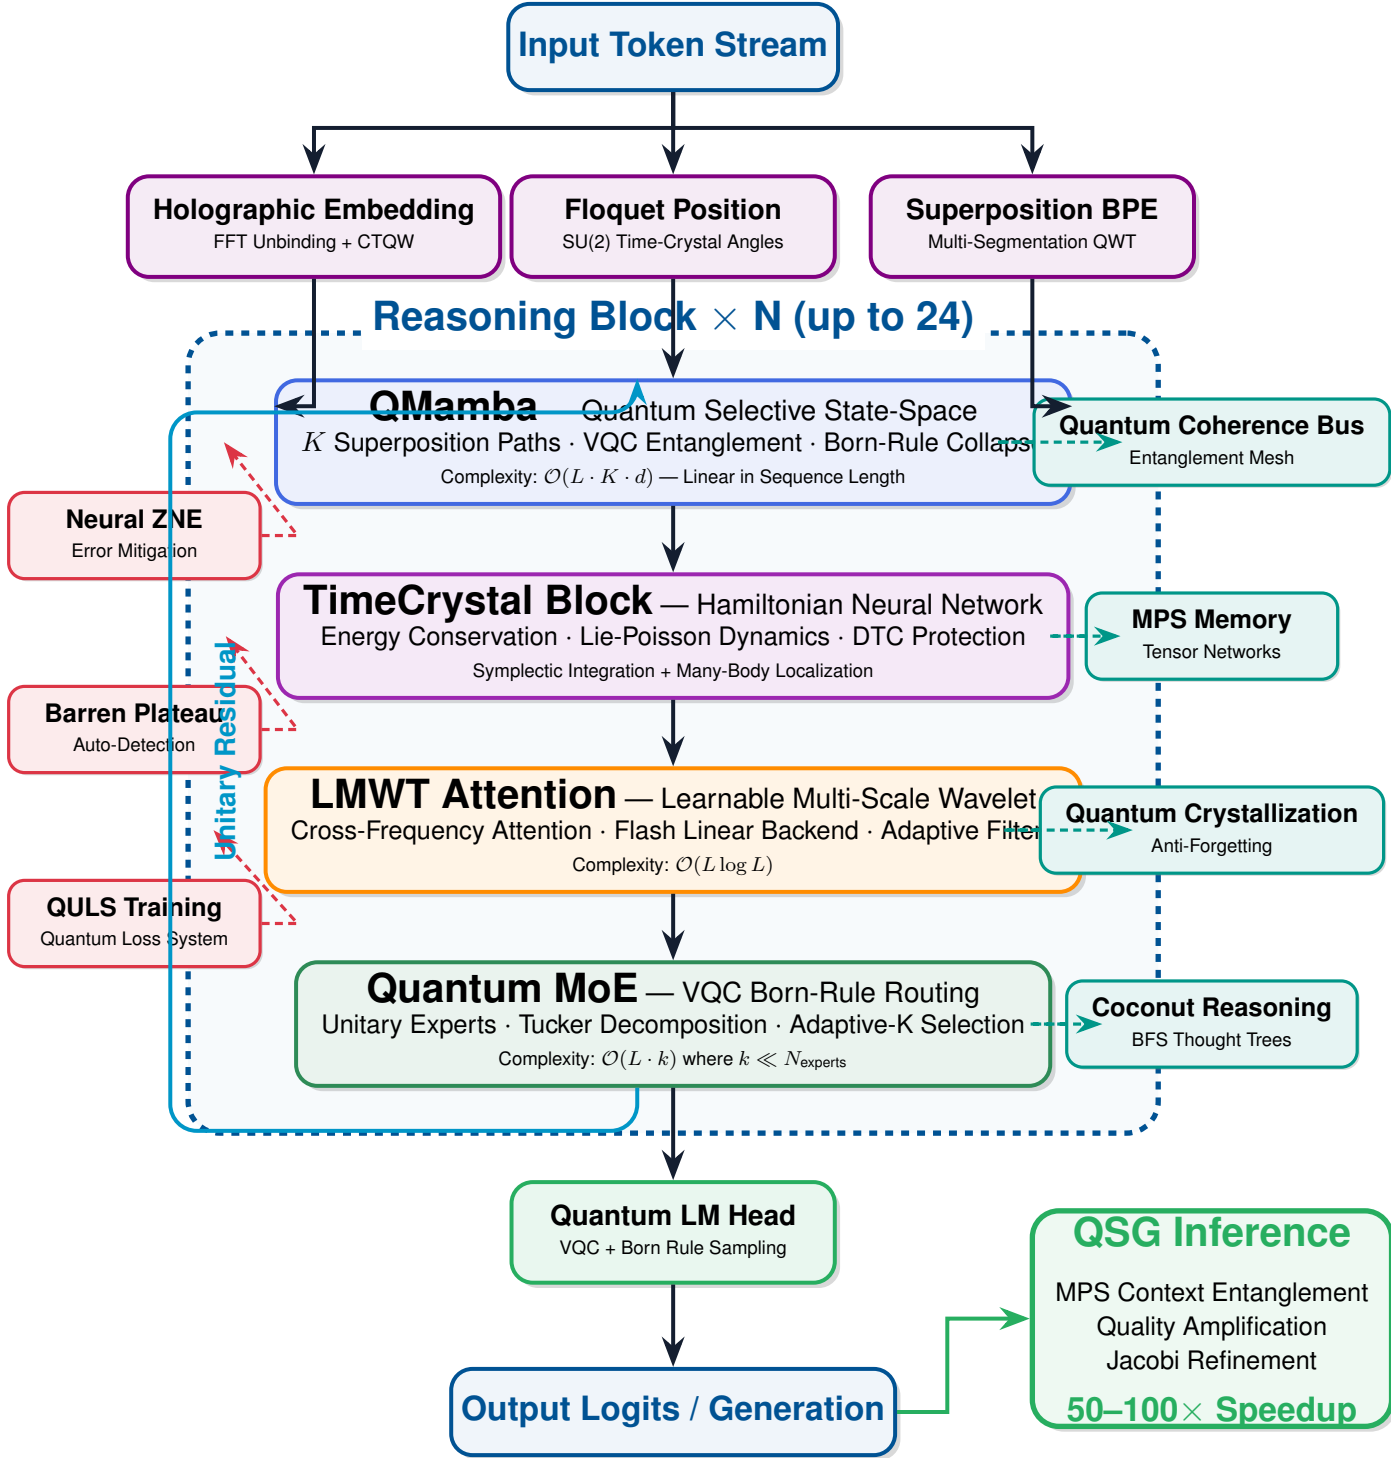 Input Token Stream
Holographic Embedding
FFT Unbinding + CTQW
Floquet Position
SU(2) Time-Crystal Angles
Superposition BPE
Multi-Segmentation QWT
Reasoning Block × N (up to 24)
QMamba — Quantum Selective State-Space
K Superposition Paths · VQC Entanglement · Born-Rule Collaps
Complexity: 𝒪(L · K · d) — Linear in Sequence Length
Quantum Coherence Bus
Entanglement Mesh
Neural ZNE
Error Mitigation
TimeCrystal Block — Hamiltonian Neural Network
Energy Conservation · Lie-Poisson Dynamics · DTC Protection
Symplectic Integration + Many-Body Localization
MPS Memory
Tensor Networks
Unitary Residual
Barren Plateau
Auto-Detection
LMWT Attention — Learnable Multi-Scale Wavelet
Cross-Frequency Attention · Flash Linear Backend · Adaptive Filter
Complexity: 𝒪(L log L)
Quantum Crystallization
Anti-Forgetting
QULS Training
Quantum Loss System
Quantum MoE — VQC Born-Rule Routing
Unitary Experts · Tucker Decomposition · Adaptive-K Selection
Complexity: 𝒪(L · k) where k ≪ N_experts
Coconut Reasoning
BFS Thought Trees
Quantum LM Head
VQC + Born Rule Sampling
QSG Inference
MPS Context Entanglement
Quality Amplification
Jacobi Refinement
50–100× Speedup
Output Logits / Generation